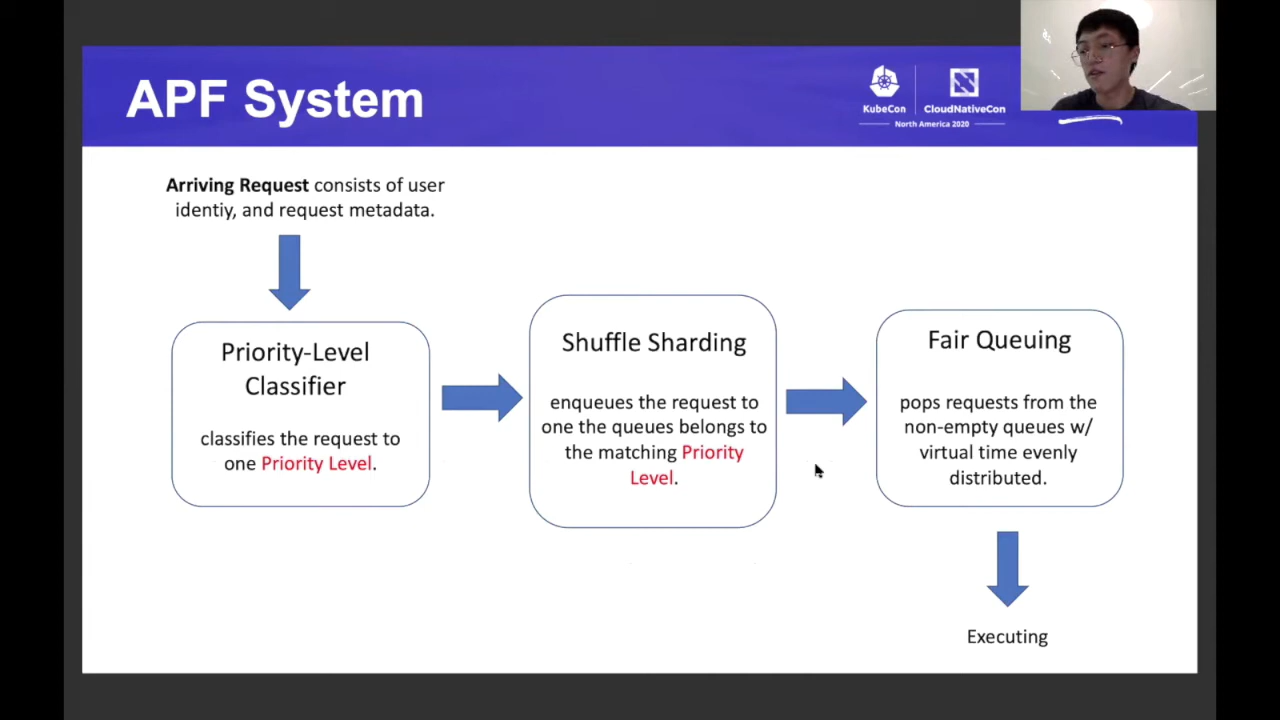 APF System
KubeCon
CloudNativeCon
North America 2020
Arriving Request consists of user
identiy, and request metadata.
Priority-Level
Classifier
classifies the request to
one Priority Level.
Shuffle Sharding
enqueues the request to
one the queues belongs to
the matching Priority
Level.
Fair Queuing
pops requests from the
non-empty queues w/
virtual time evenly
distributed.
Executing